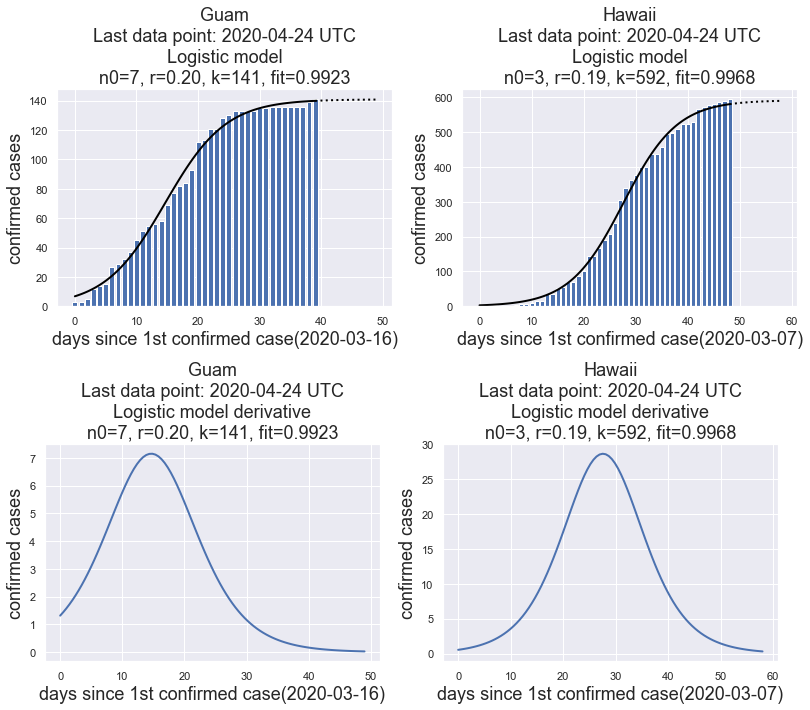 Guam
Last data point: 2020-04-24 UTC
Logistic model
n0=7, r=0.20, k=141, fit=0.9923
confirmed cases
140
120
100
80
60
40
20
0
0 10 20 30 40 50
days since 1st confirmed case(2020-03-16)
Hawaii
Last data point: 2020-04-24 UTC
Logistic model
n0=3, r=0.19, k=592, fit=0.9968
confirmed cases
600
500
400
300
200
100
0
0 10 20 30 40 50 60
days since 1st confirmed case(2020-03-07)
Guam
Last data point: 2020-04-24 UTC
Logistic model derivative
n0=7, r=0.20, k=141, fit=0.9923
confirmed cases
7
6
5
4
3
2
1
0
0 10 20 30 40 50
days since 1st confirmed case(2020-03-16)
Hawaii
Last data point: 2020-04-24 UTC
Logistic model derivative
n0=3, r=0.19, k=592, fit=0.9968
confirmed cases
30
25
20
15
10
5
0
0 10 20 30 40 50 60
days since 1st confirmed case(2020-03-07)